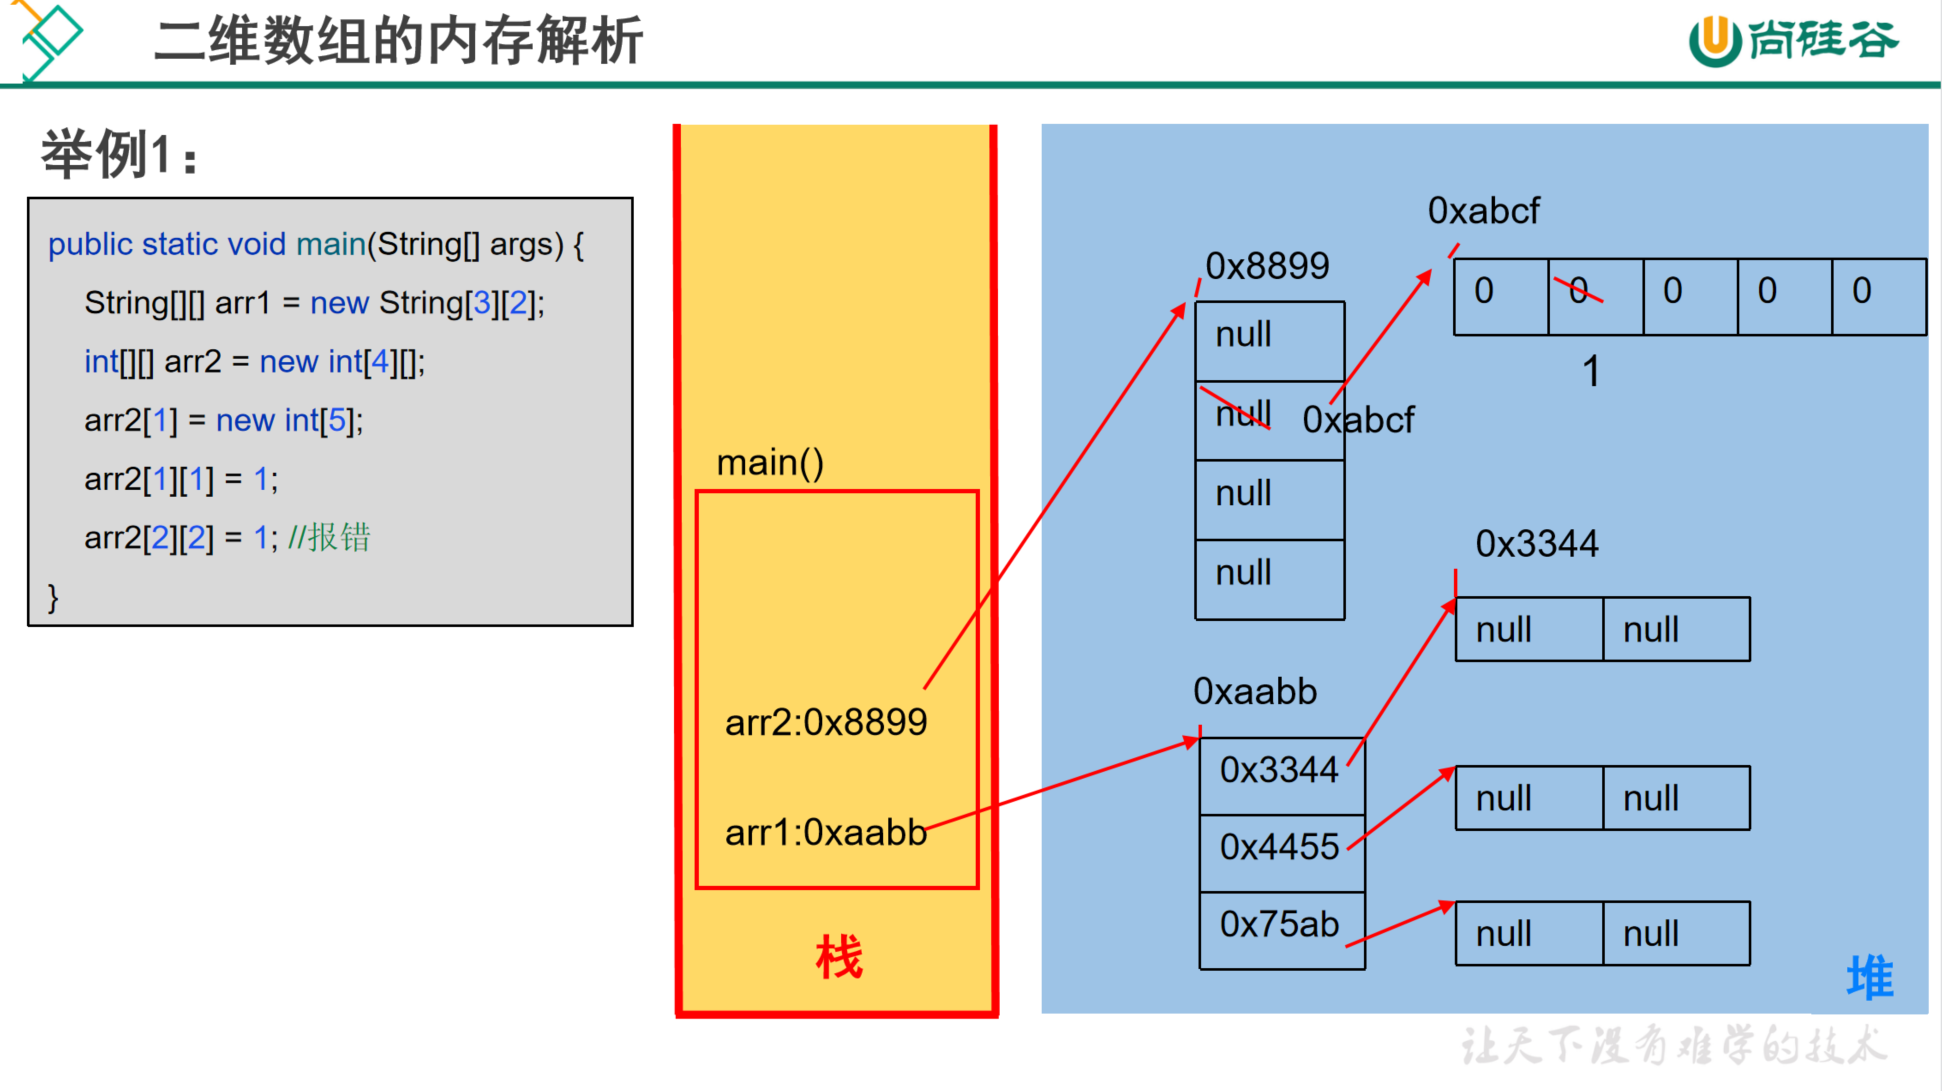 二维数组的内存解析
尚硅谷
举例1：
public static void main(String[] args) {
String[][] arr1 = new String[3][2];
int[][] arr2 = new int[4][];
arr2[1] = new int[5];
arr2[1][1] = 1;
arr2[2][2] = 1; //报错
}
main()
arr2:0x8899
arr1:0xaabb
栈
0x8899
null
null 0xabcf
null
null
0xabcf
0 0 0 0 0
1
0xaabb
0x3344
0x4455
0x75ab
0x3344
null null
null null
null null
堆
让天下没有难学的技术